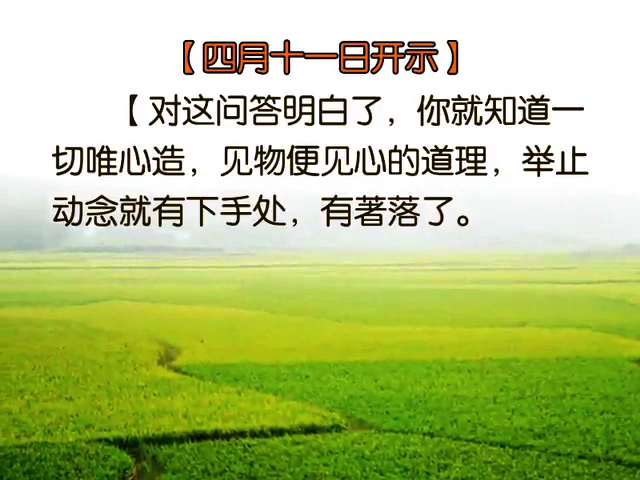 【四月十一日开示】
【对这问答明白了，你就知道一
切唯心造，见物便见心的道理，举止
动念就有下手处，有著落了。